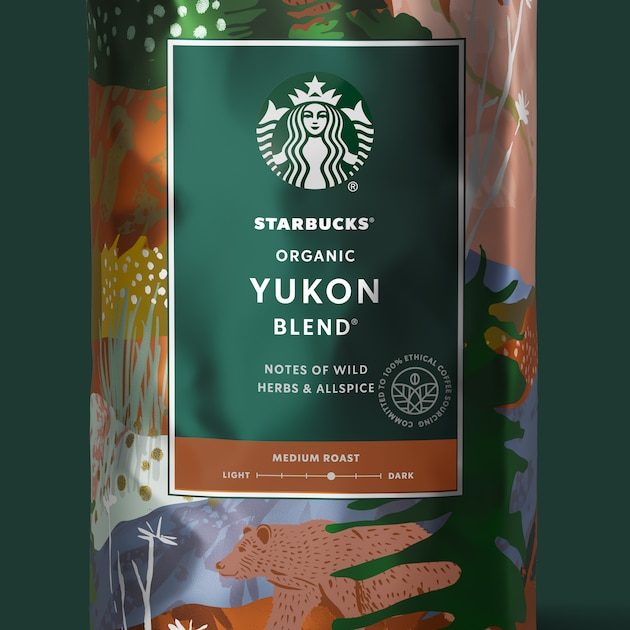 ®
STARBUCKS®
ORGANIC
YUKON
BLEND®
NOTES OF WILD
HERBS & ALLSPICE
COMMITTED TO 100% ETHICAL COFFEE SOURCING
MEDIUM ROAST
LIGHT DARK